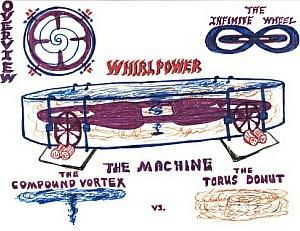 OVERVIEW
THE
INFINITE WHEEL
WHIRLPOWER
THE MACHINE
THE
COMPOUND VORTEX
VS.
THE
TORUS DONUT